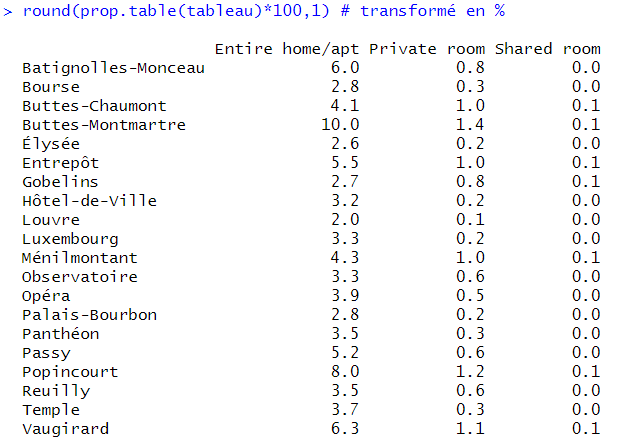 > round(prop.table(tableau)*100,1) # transformé en %
Entire home/apt Private room Shared room
Batignolles-Monceau 6.0 0.8 0.0
Bourse 2.8 0.3 0.0
Buttes-Chaumont 4.1 1.0 0.1
Buttes-Montmartre 10.0 1.4 0.1
Élysée 2.6 0.2 0.0
Entrepôt 5.5 1.0 0.1
Gobelins 2.7 0.8 0.1
Hôtel-de-Ville 3.2 0.2 0.0
Louvre 2.0 0.1 0.0
Luxembourg 3.3 0.2 0.0
Ménilmontant 4.3 1.0 0.1
Observatoire 3.3 0.6 0.0
Opéra 3.9 0.5 0.0
Palais-Bourbon 2.8 0.2 0.0
Panthéon 3.5 0.3 0.0
Passy 5.2 0.6 0.0
Popincourt 8.0 1.2 0.1
Reuilly 3.5 0.6 0.0
Temple 3.7 0.3 0.0
Vaugirard 6.3 1.1 0.1